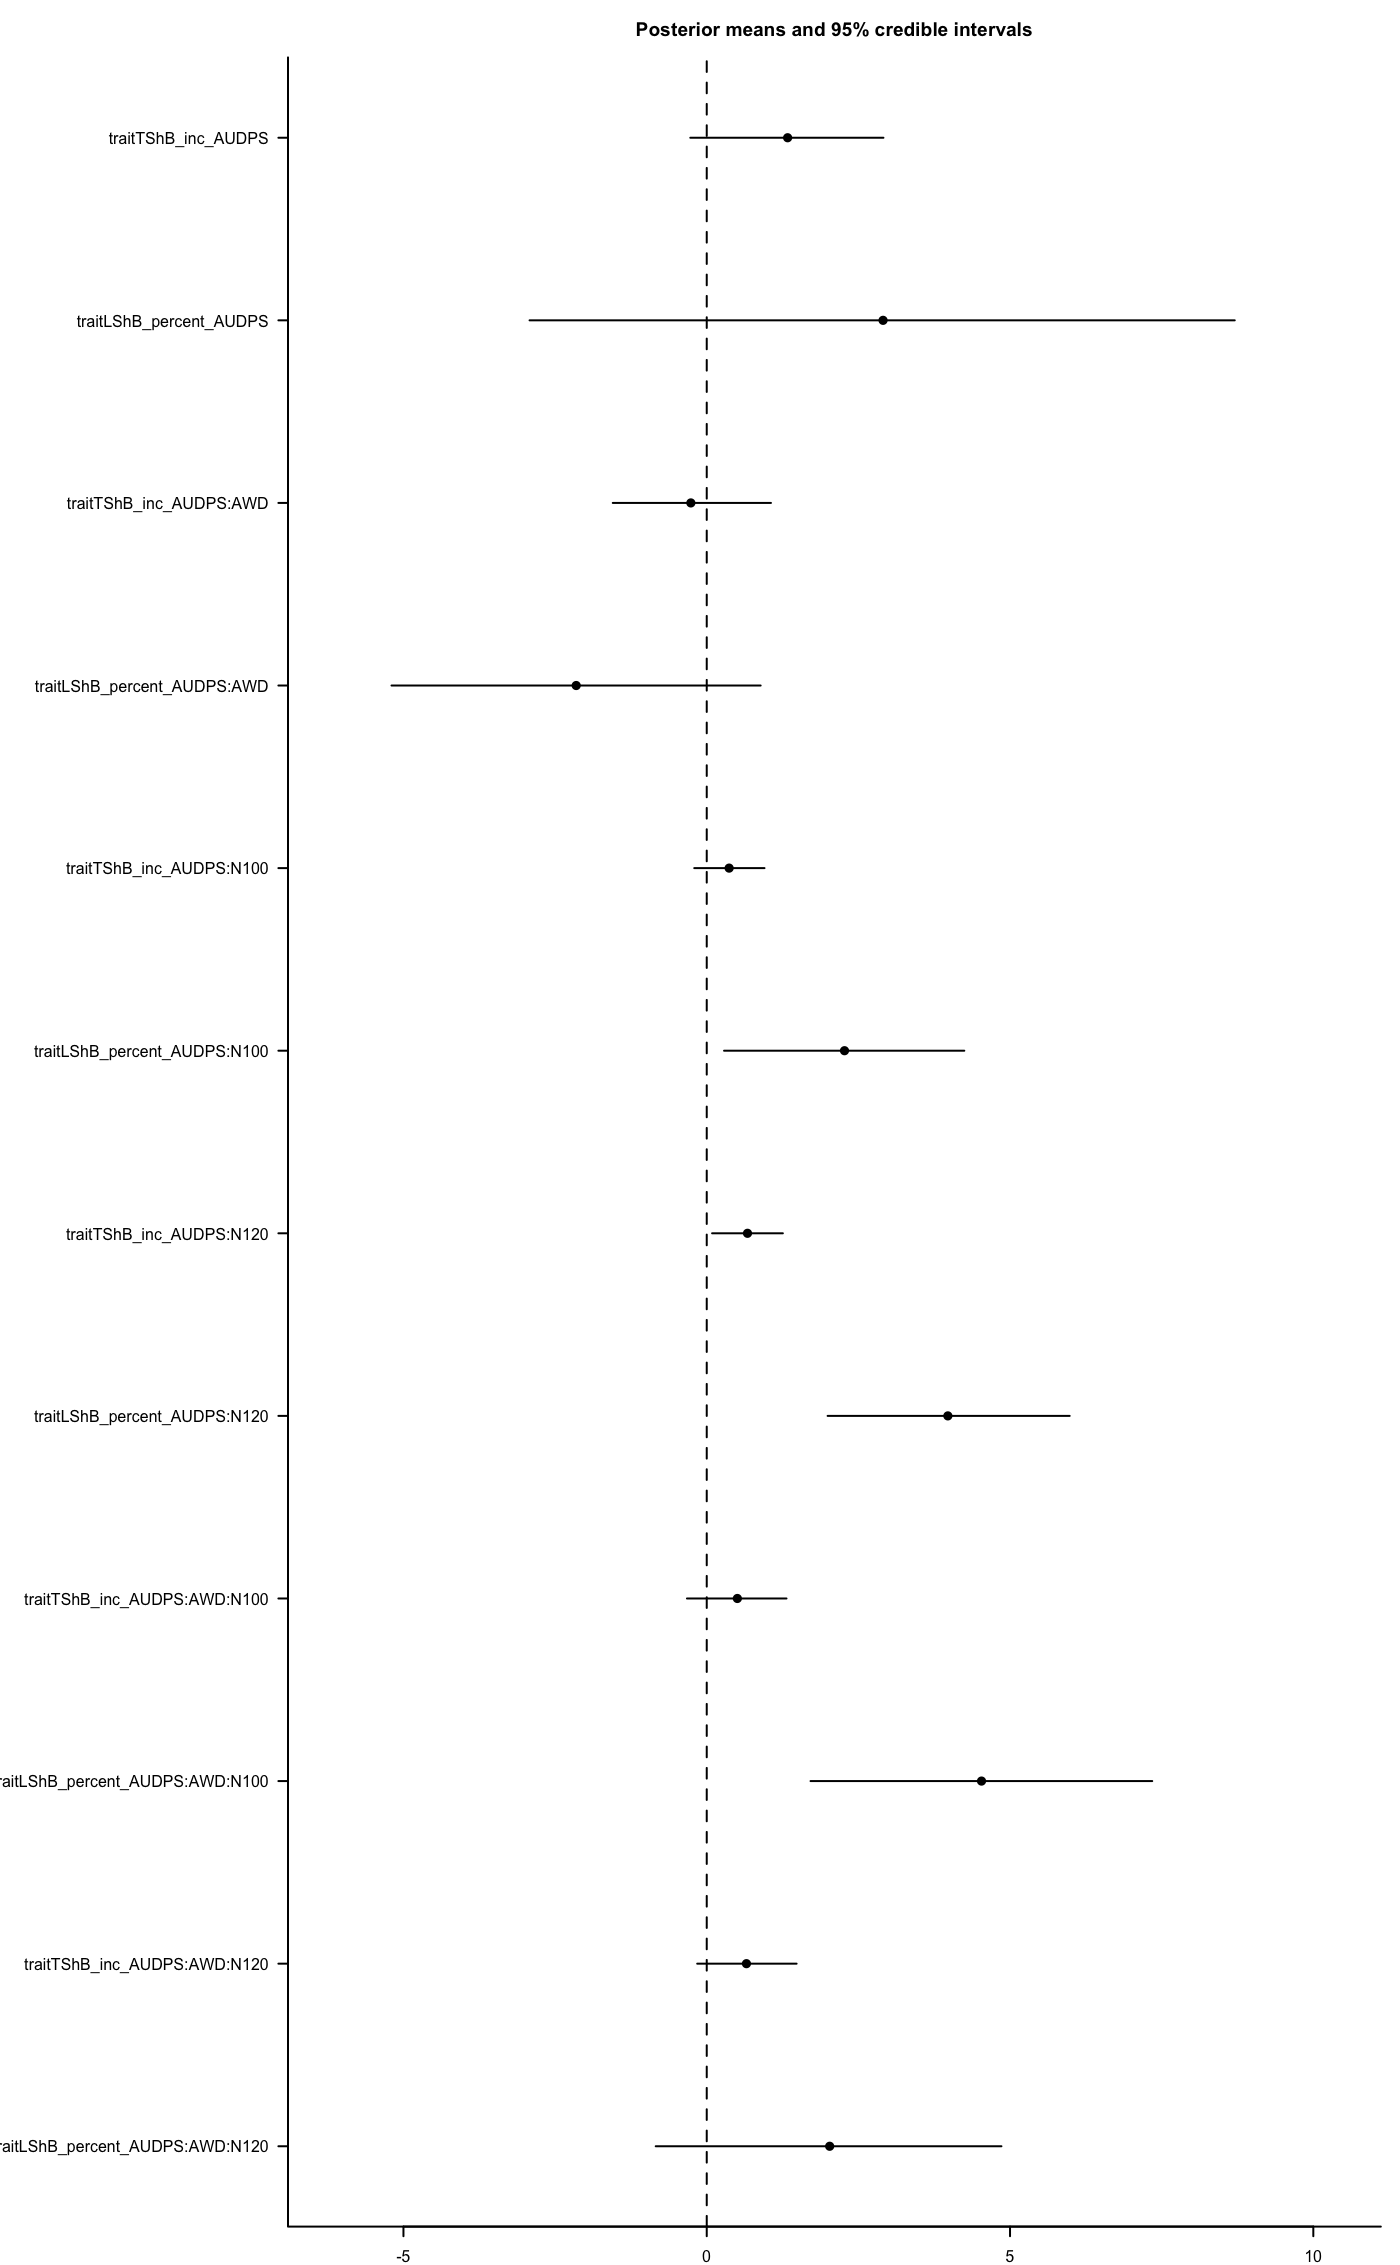 Posterior means and 95% credible intervals
traitTShB_inc_AUDPS
traitLShB_percent_AUDPS
traitTShB_inc_AUDPS:AWD
traitLShB_percent_AUDPS:AWD
traitTShB_inc_AUDPS:N100
traitLShB_percent_AUDPS:N100
traitTShB_inc_AUDPS:N120
traitLShB_percent_AUDPS:N120
traitTShB_inc_AUDPS:AWD:N100
raitLShB_percent_AUDPS:AWD:N100
traitTShB_inc_AUDPS:AWD:N120
raitLShB_percent_AUDPS:AWD:N120
-5 0 5 10